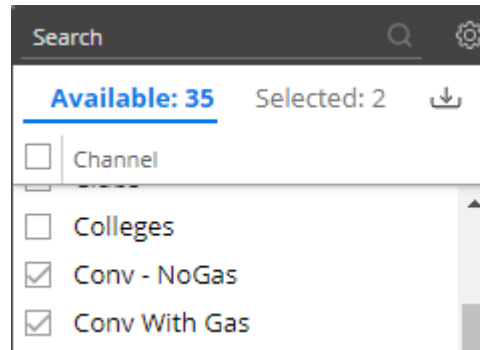 Search
Available: 35 Selected: 2
Channel
Colleges
Conv - NoGas
Conv With Gas